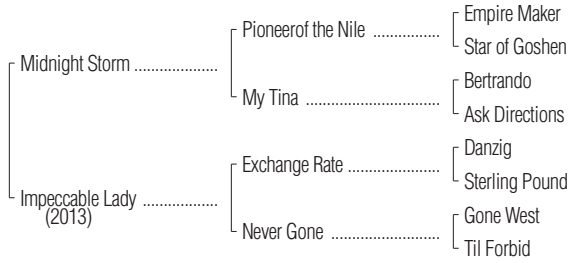 Empire Maker
Pioneerof the Nile ................
Star of Goshen
Midnight Storm ....................
Bertrando
My Tina ................................
Ask Directions
Danzig
Exchange Rate ......................
Sterling Pound
Impeccable Lady ..................
(2013)
Gone West
Never Gone ..........................
Til Forbid